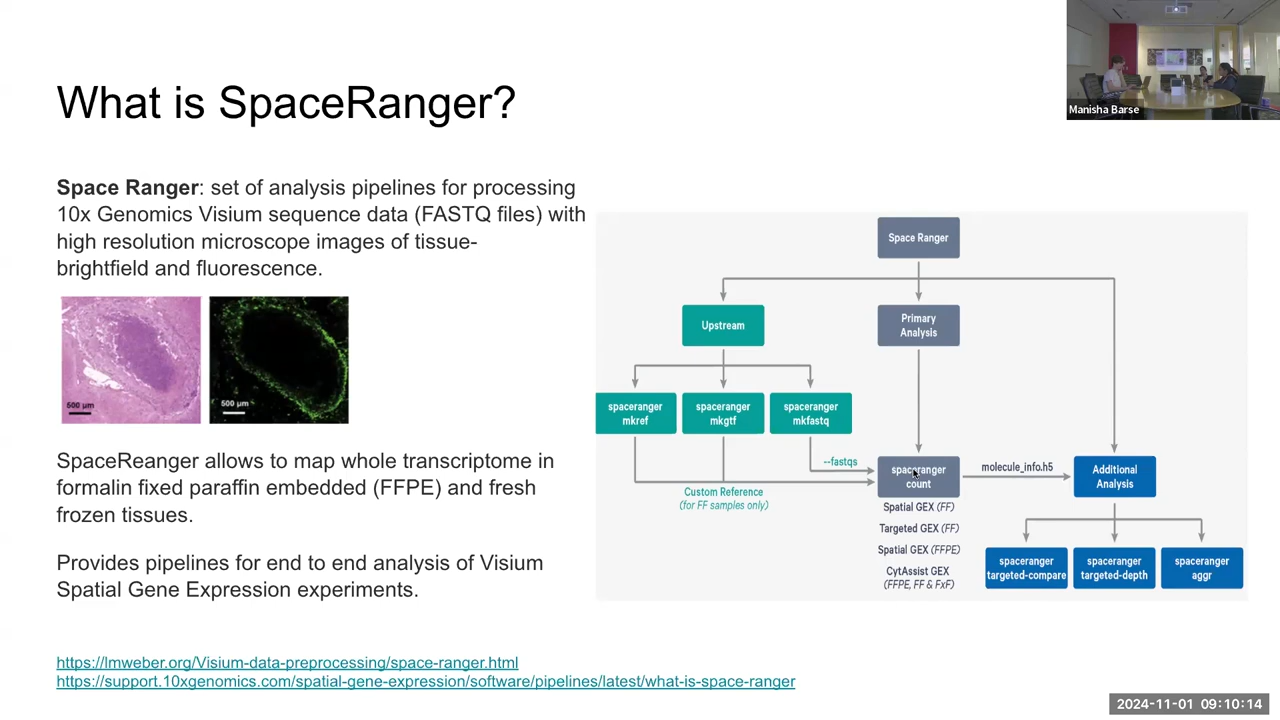 What is SpaceRanger?
Manisha Barse
Space Ranger: set of analysis pipelines for processing
10x Genomics Visium sequence data (FASTQ files) with
high resolution microscope images of tissue-
brightfield and fluorescence.
500 µm
500 µm
SpaceReanger allows to map whole transcriptome in
formalin fixed paraffin embedded (FFPE) and fresh
frozen tissues.
Provides pipelines for end to end analysis of Visium
Spatial Gene Expression experiments.
Space Ranger
Upstream
Primary
Analysis
spaceranger
mkref
spaceranger
mkgtf
spaceranger
mkfastq
--fastqs
Custom Reference
(for FF samples only)
spaceranger
count
molecule_info.h5
Additional
Analysis
Spatial GEX (FF)
Targeted GEX (FF)
Spatial GEX (FFPE)
CytAssist GEX
(FFPE, FF & FxF)
spaceranger
targeted-compare
spaceranger
targeted-depth
spaceranger
aggr
https://lmweber.org/Visium-data-preprocessing/space-ranger.html
https://support.10xgenomics.com/spatial-gene-expression/software/pipelines/latest/what-is-space-ranger
2024-11-01 09:10:14